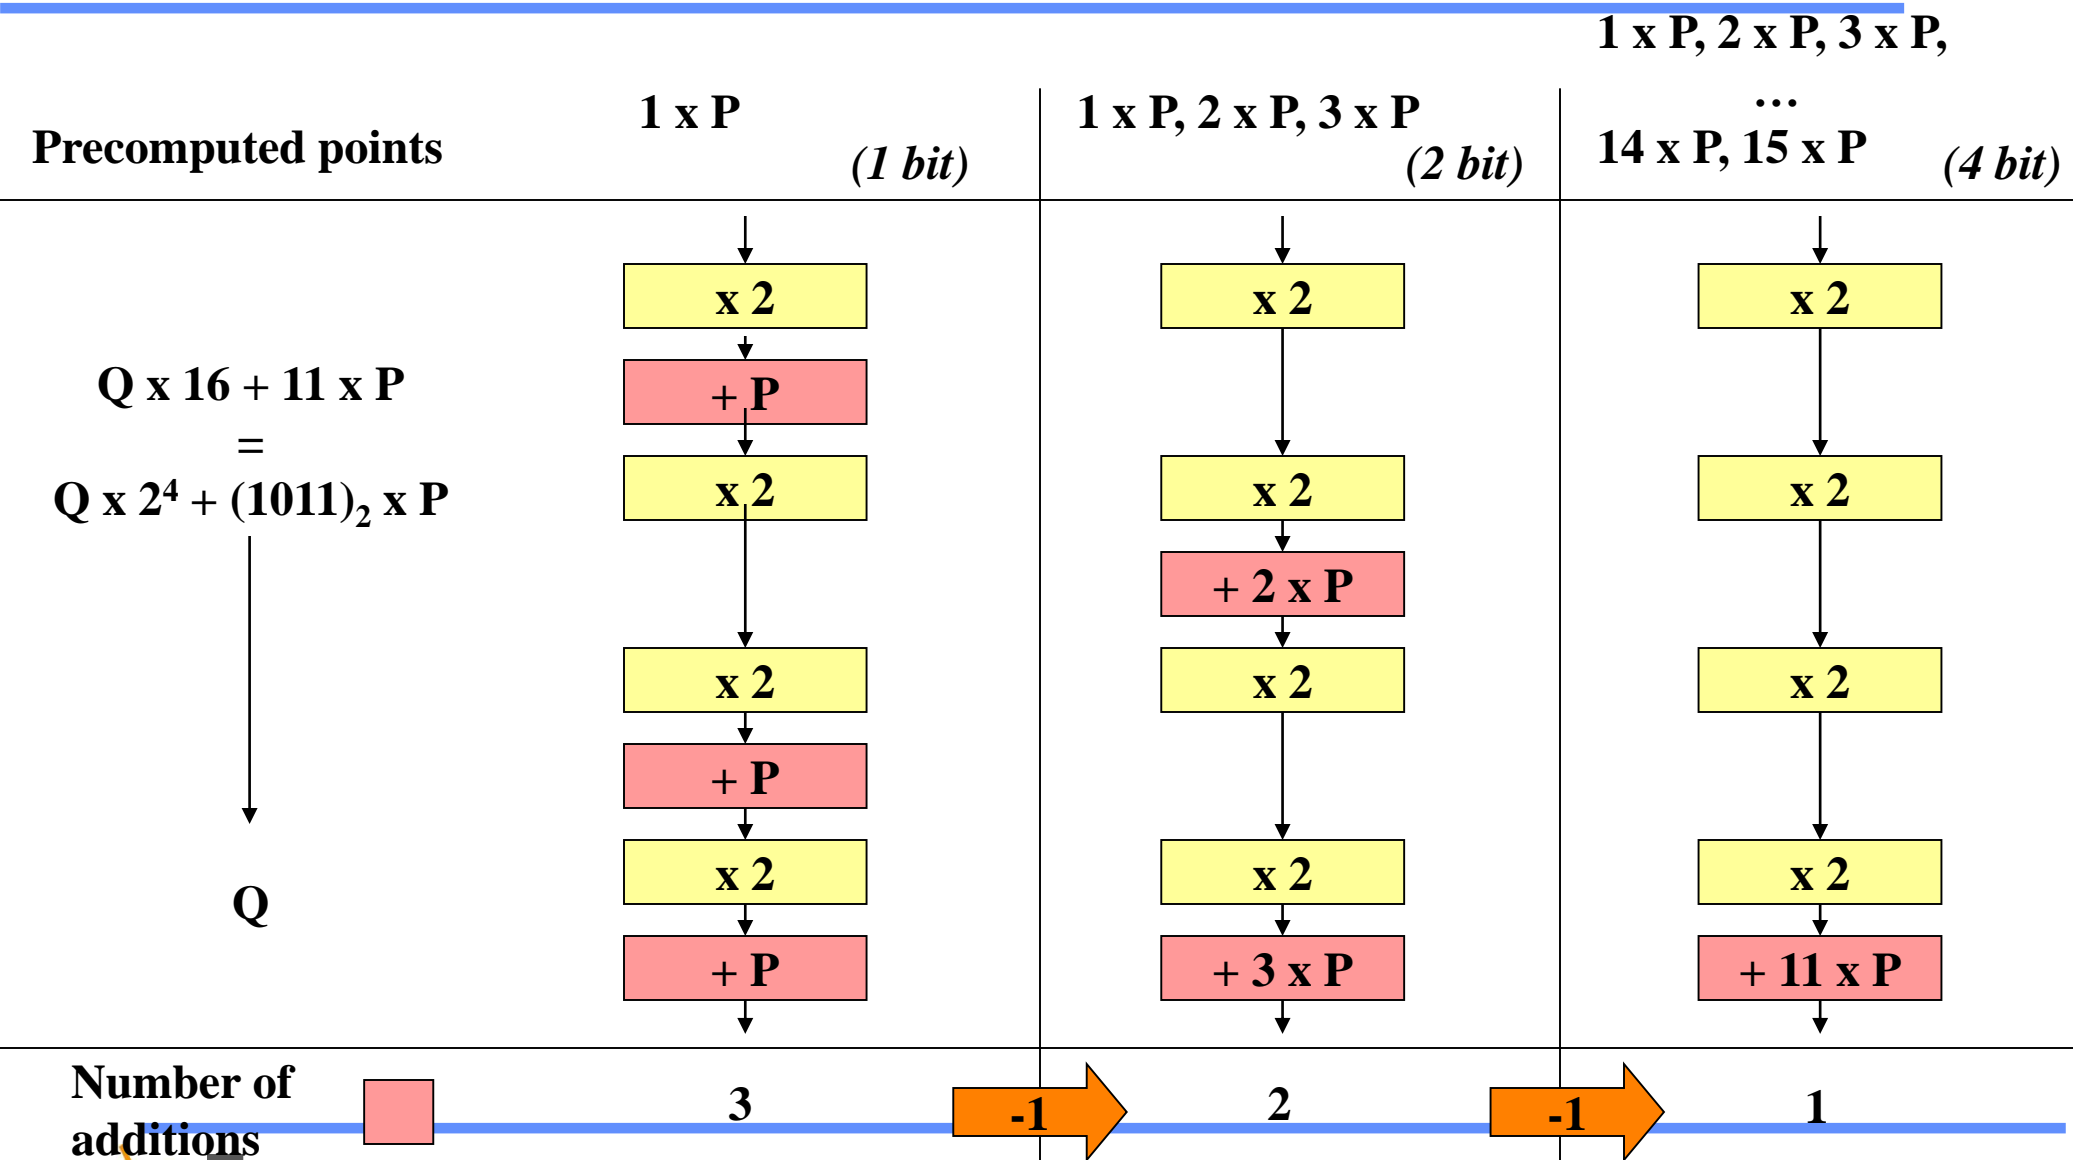 1 x P, 2 x P, 3 x P,
…
14 x P, 15 x P
(4 bit)
Precomputed points
1 x P
(1 bit)
1 x P, 2 x P, 3 x P
(2 bit)
Q x 16 + 11 x P
=
Q x 2⁴ + (1011)₂ x P
Q
x 2
+ P
x 2
x 2
+ P
x 2
+ P
x 2
x 2
+ 2 x P
x 2
x 2
+ 3 x P
x 2
x 2
x 2
x 2
+ 11 x P
Number of
additions
3
-1
2
-1
1